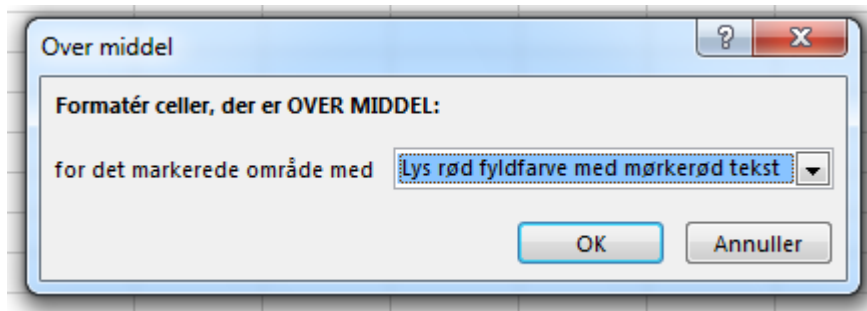 Over middel
Formatér celler, der er OVER MIDDEL:
for det markerede område med Lys rød fyldfarve med mørkerød tekst
OK Annuller